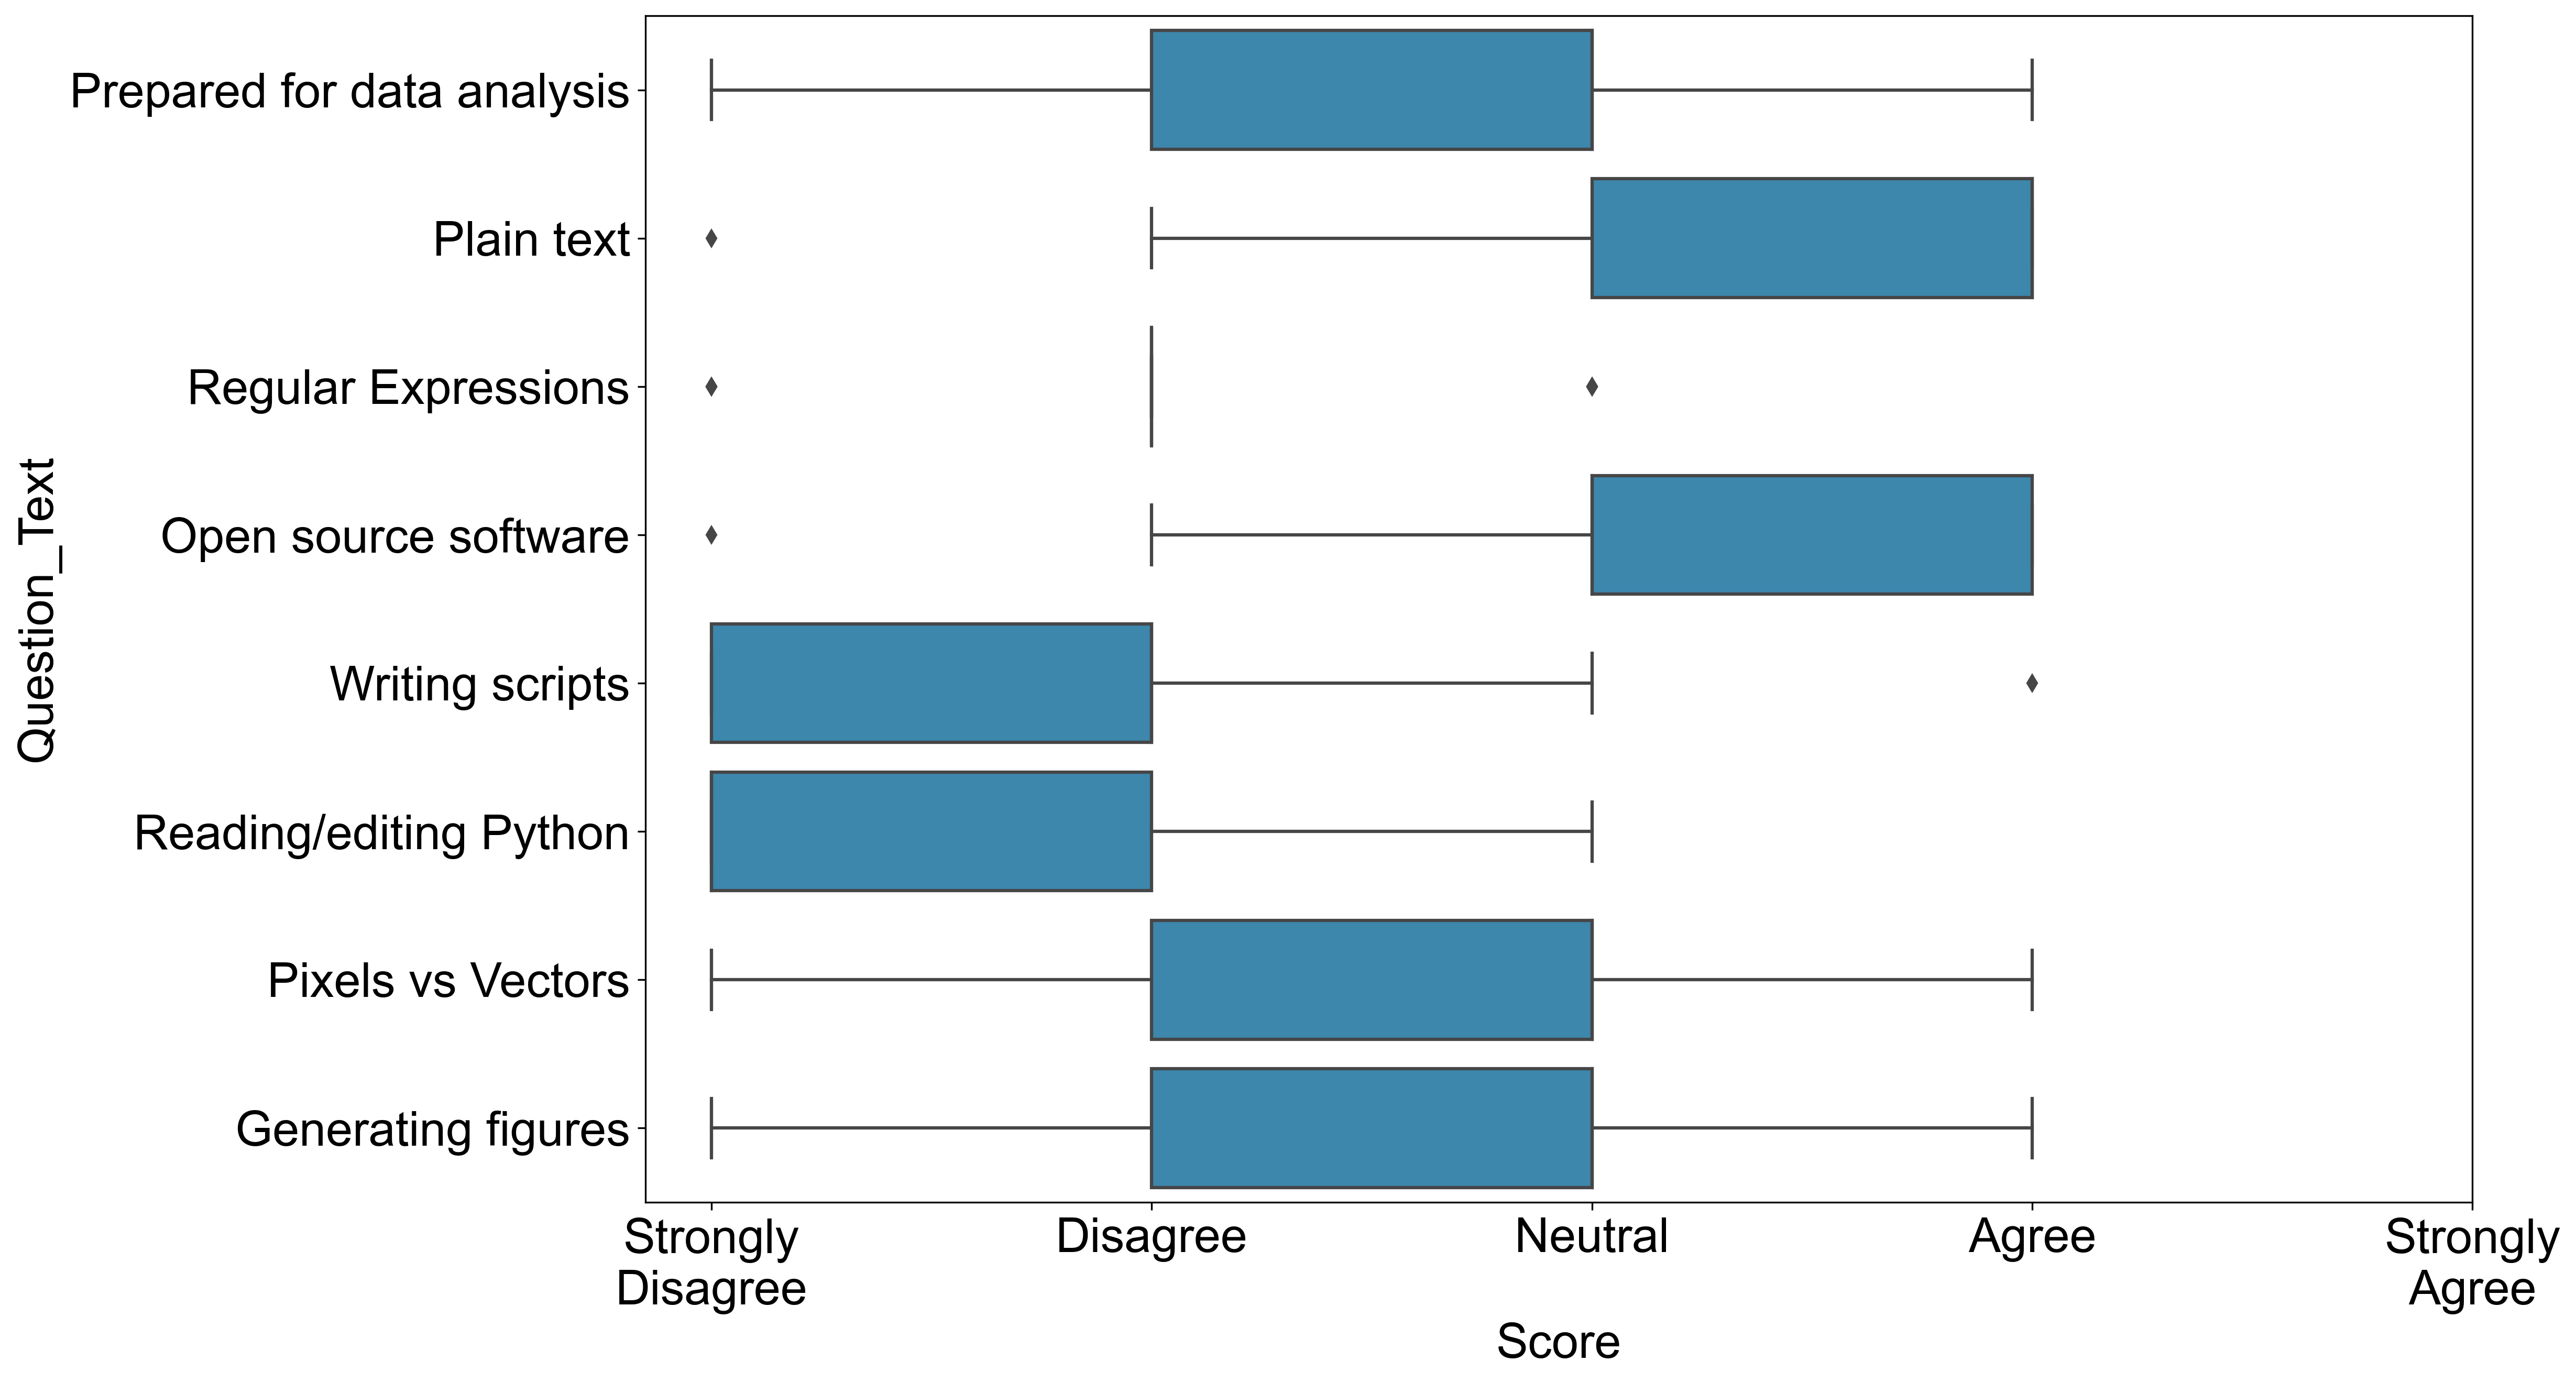 Question_Text
Prepared for data analysis
Plain text
Regular Expressions
Open source software
Writing scripts
Reading/editing Python
Pixels vs Vectors
Generating figures
Strongly
Disagree
Disagree
Neutral
Agree
Strongly
Agree
Score